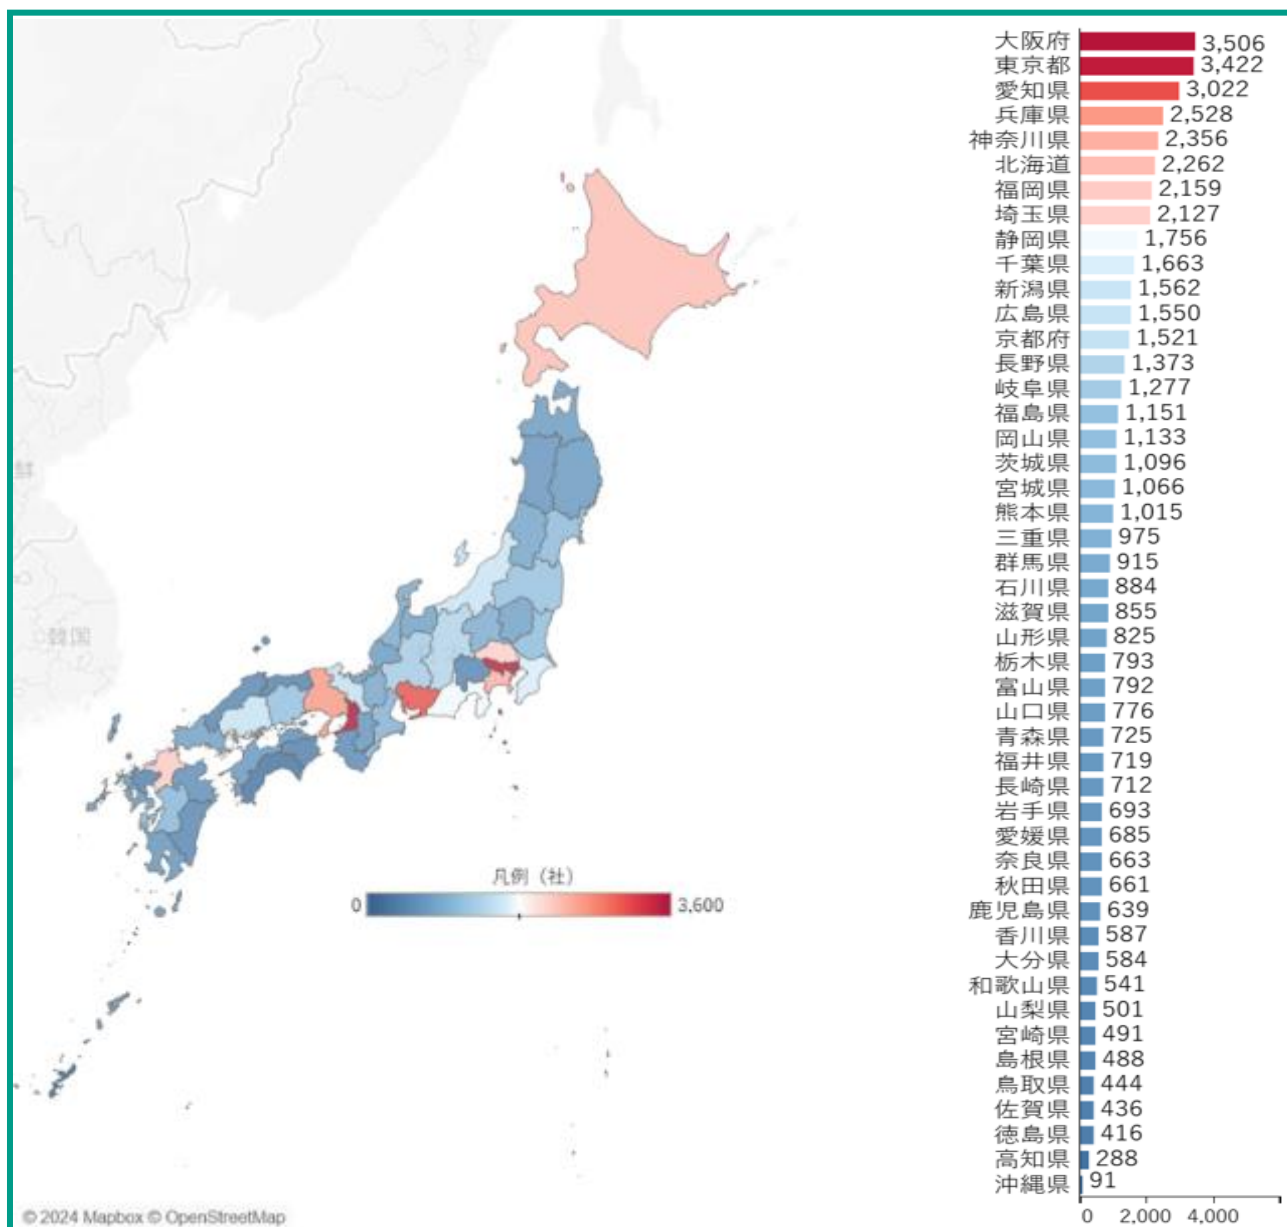 大阪府 3,506
東京都 3,422
愛知県 3,022
兵庫県 2,528
神奈川県 2,356
北海道 2,262
福岡県 2,159
埼玉県 2,127
静岡県 1,756
千葉県 1,663
新潟県 1,562
広島県 1,550
京都府 1,521
長野県 1,373
岐阜県 1,277
福島県 1,151
岡山県 1,133
茨城県 1,096
宮城県 1,066
熊本県 1,015
三重県 975
群馬県 915
石川県 884
滋賀県 855
山形県 825
栃木県 793
富山県 792
山口県 776
青森県 725
福井県 719
長崎県 712
岩手県 693
愛媛県 685
奈良県 663
秋田県 661
鹿児島県 639
香川県 587
大分県 584
和歌山県 541
山梨県 501
宮崎県 491
島根県 488
鳥取県 444
佐賀県 436
徳島県 416
高知県 288
沖縄県 91
0 2,000 4,000
鮮
韓国
凡例（社）
0 3,600
© 2024 Mapbox © OpenStreetMap